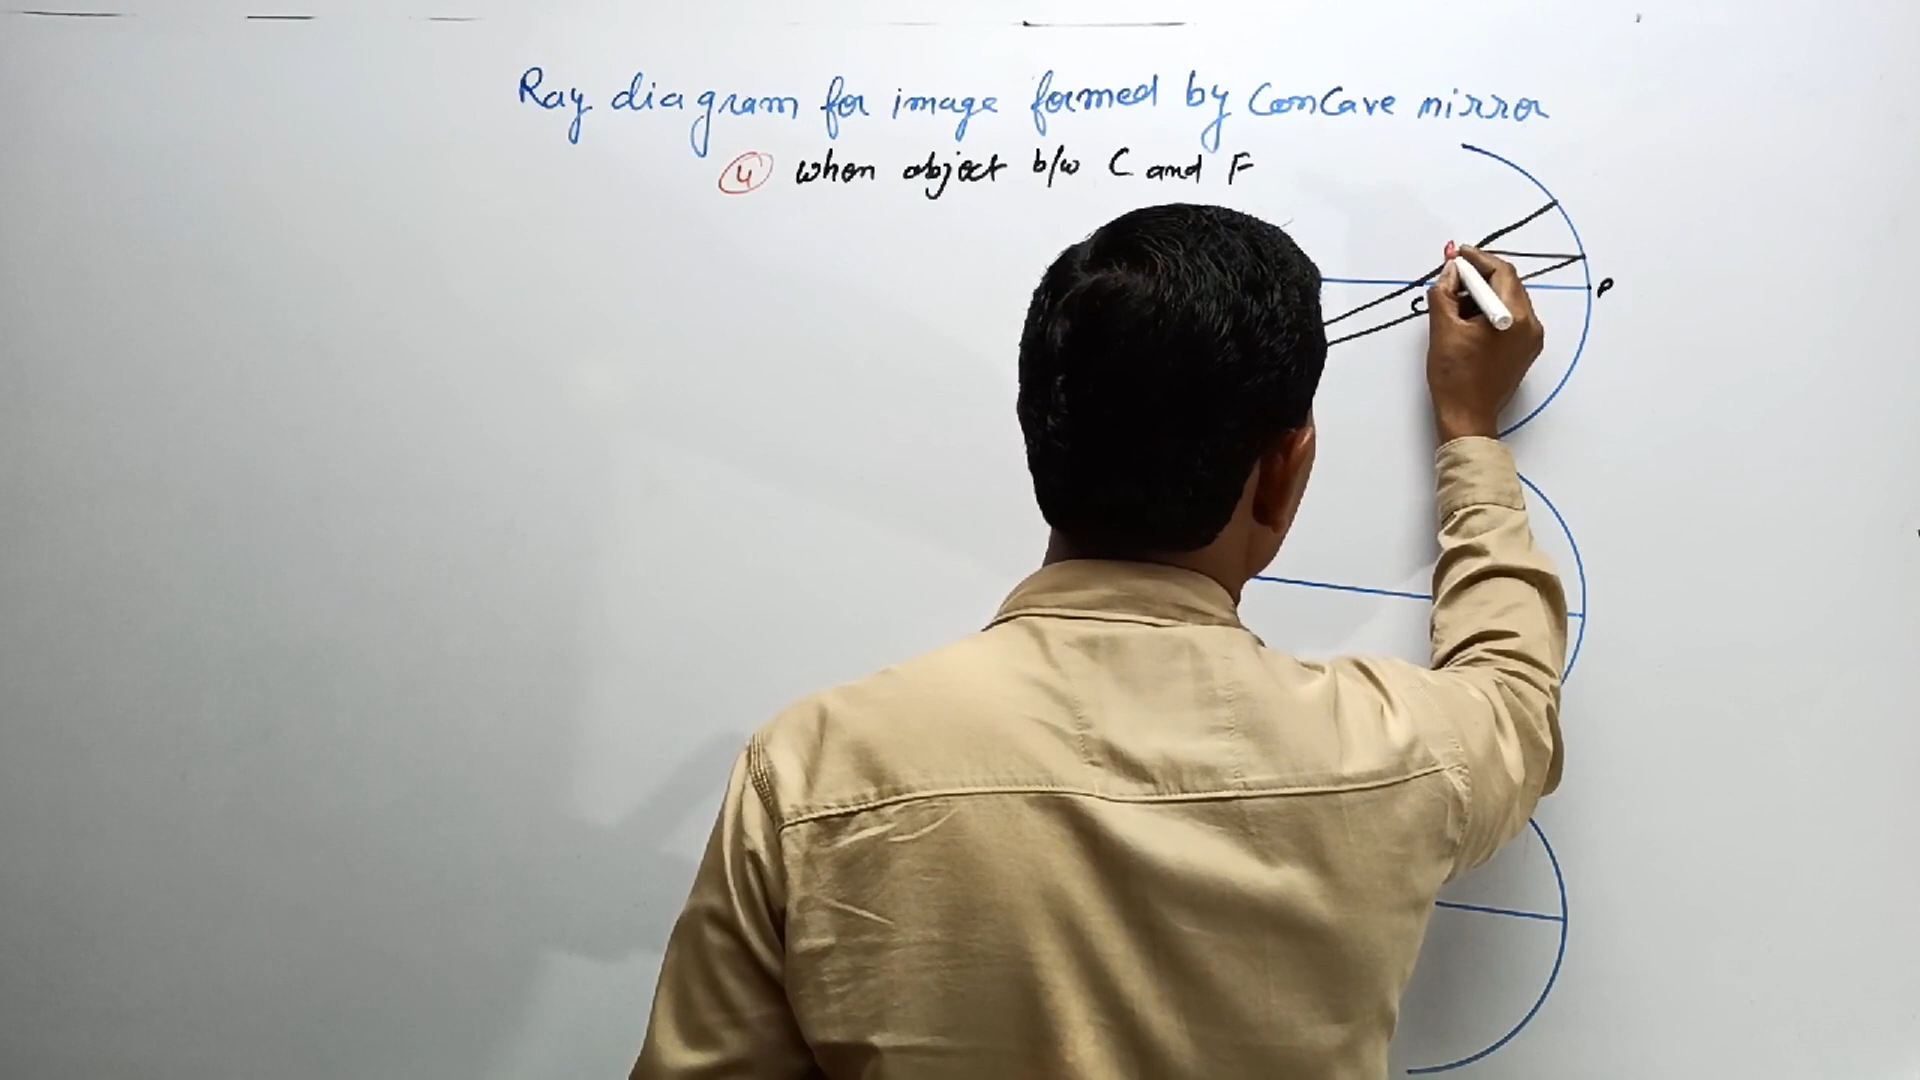 Ray diagram for image formed by Concave mirror
4 when object b/w C and F
C
P